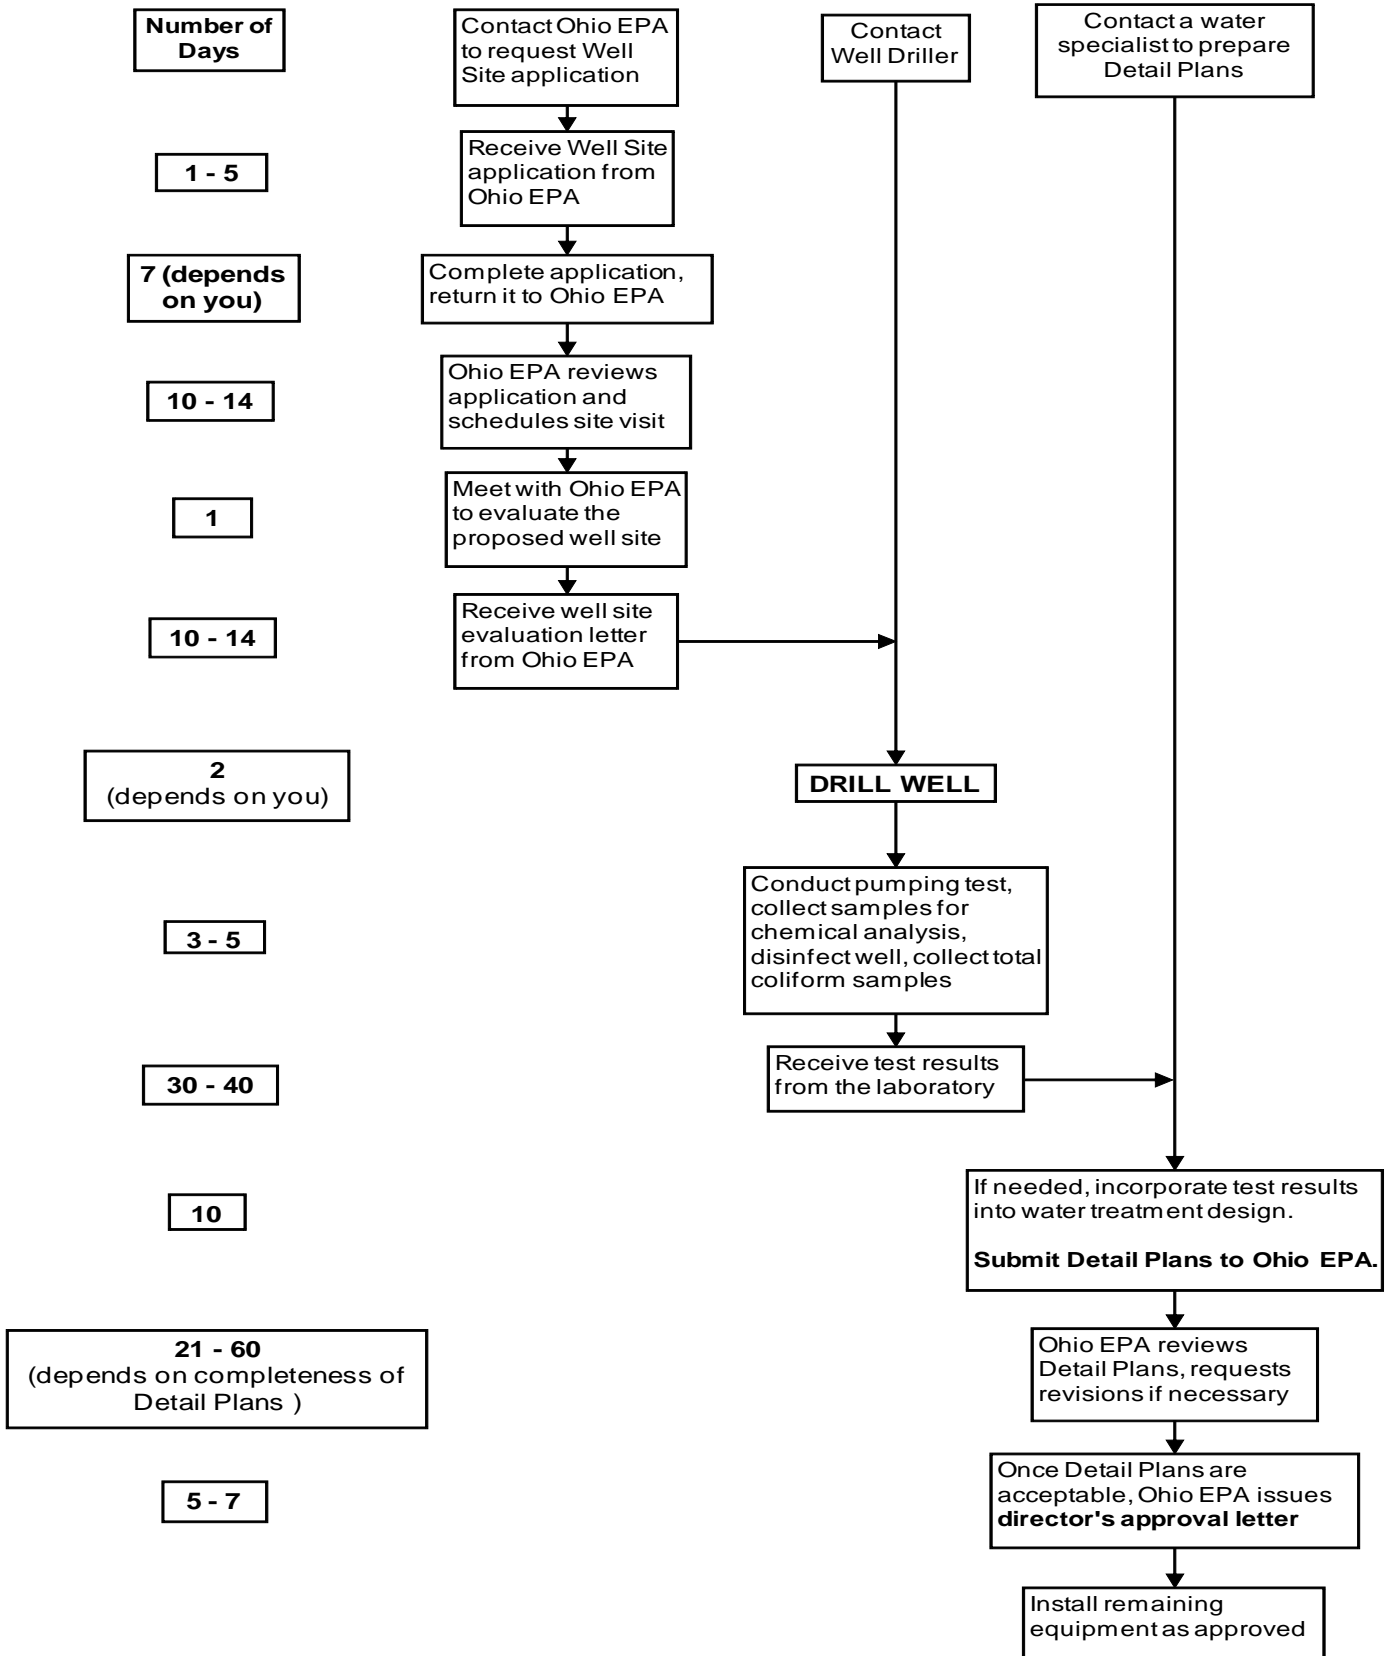 Number of
Days
Contact Ohio EPA
to request Well
Site application
Contact
Well Driller
Contact a water
specialist to prepare
Detail Plans
1 - 5
Receive Well Site
application from
Ohio EPA
7 (depends
on you)
Complete application,
return it to Ohio EPA
10 - 14
Ohio EPA reviews
application and
schedules site visit
1
Meet with Ohio EPA
to evaluate the
proposed well site
10 - 14
Receive well site
evaluation letter
from Ohio EPA
2
(depends on you)
DRILL WELL
3 - 5
Conduct pumping test,
collect samples for
chemical analysis,
disinfect well, collect total
coliform samples
30 - 40
Receive test results
from the laboratory
10
If needed, incorporate test results
into water treatment design.
Submit Detail Plans to Ohio EPA.
21 - 60
(depends on completeness of
Detail Plans )
Ohio EPA reviews
Detail Plans, requests
revisions if necessary
5 - 7
Once Detail Plans are
acceptable, Ohio EPA issues
director's approval letter
Install remaining
equipment as approved